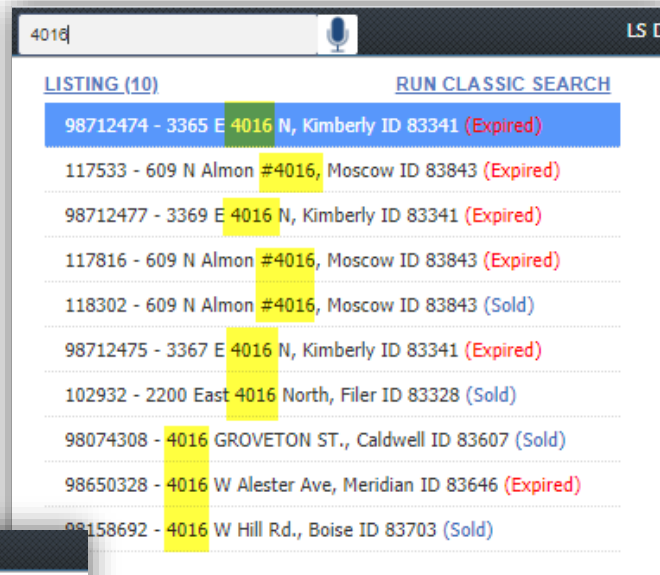 4016
LS D
LISTING (10) RUN CLASSIC SEARCH
98712474 - 3365 E 4016 N, Kimberly ID 83341 (Expired)
117533 - 609 N Almon #4016, Moscow ID 83843 (Expired)
98712477 - 3369 E 4016 N, Kimberly ID 83341 (Expired)
117816 - 609 N Almon #4016, Moscow ID 83843 (Expired)
118302 - 609 N Almon #4016, Moscow ID 83843 (Sold)
98712475 - 3367 E 4016 N, Kimberly ID 83341 (Expired)
102932 - 2200 East 4016 North, Filer ID 83328 (Sold)
98074308 - 4016 GROVETON ST., Caldwell ID 83607 (Sold)
98650328 - 4016 W Alester Ave, Meridian ID 83646 (Expired)
98158692 - 4016 W Hill Rd., Boise ID 83703 (Sold)